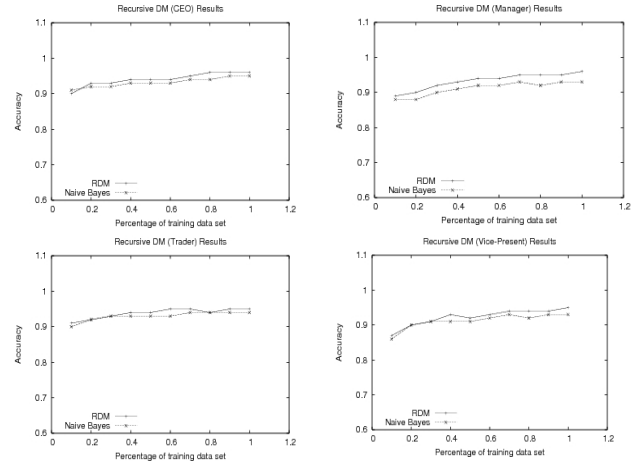 Recursive DM (CEO) Results
1.1
1
0.9
0.8
0.7
0.6
Accuracy
RDM
Naive Bayes
0 0.2 0.4 0.6 0.8 1 1.2
Percentage of training data set
Recursive DM (Manager) Results
1.1
1
0.9
0.8
0.7
0.6
Accuracy
RDM
Naive Bayes
0 0.2 0.4 0.6 0.8 1 1.2
Percentage of training data set
Recursive DM (Trader) Results
1.1
1
0.9
0.8
0.7
0.6
Accuracy
RDM
Naive Bayes
0 0.2 0.4 0.6 0.8 1 1.2
Percentage of training data set
Recursive DM (Vice-Present) Results
1.1
1
0.9
0.8
0.7
0.6
Accuracy
RDM
Naive Bayes
0 0.2 0.4 0.6 0.8 1 1.2
Percentage of training data set